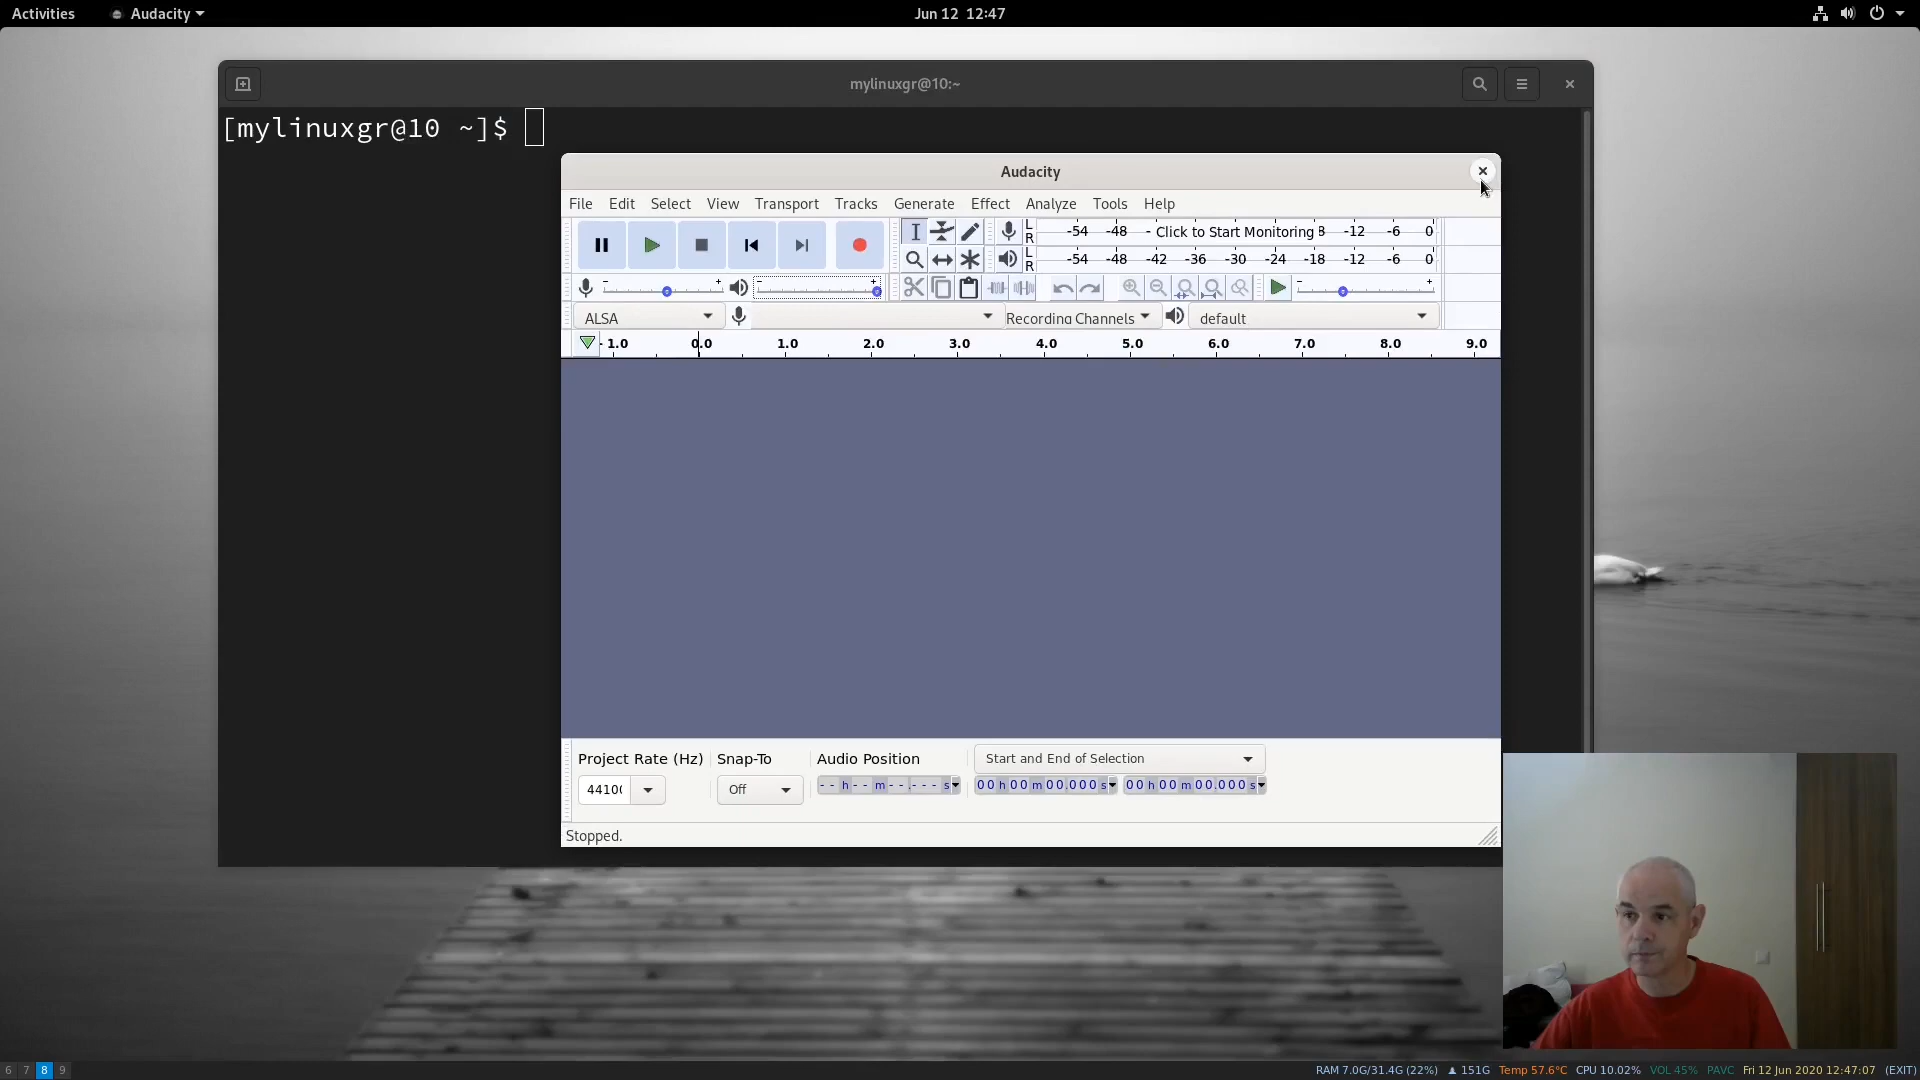 Activities Audacity Jun 12 12:47
mylinuxgr@10:~
[mylinuxgr@10 ~]$
Audacity
File Edit Select View Transport Tracks Generate Effect Analyze Tools Help
L
R
-54 -48 - Click to Start Monitoring 8 -12 -6 0
L
R
-54 -48 -42 -36 -30 -24 -18 -12 -6 0
- + - + - +
ALSA Recording Channels default
- 1.0 0.0 1.0 2.0 3.0 4.0 5.0 6.0 7.0 8.0 9.0
Project Rate (Hz) Snap-To Audio Position Start and End of Selection
44100 Off -- h -- m --.--- s 00 h 00 m 00.000 s 00 h 00 m 00.000 s
Stopped.
6 7 8 9 RAM 7.0G/31.4G (22%) 151G Temp 57.6°C CPU 10.02% VOL 45% PAVC Fri 12 Jun 2020 12:47:07 (EXIT)